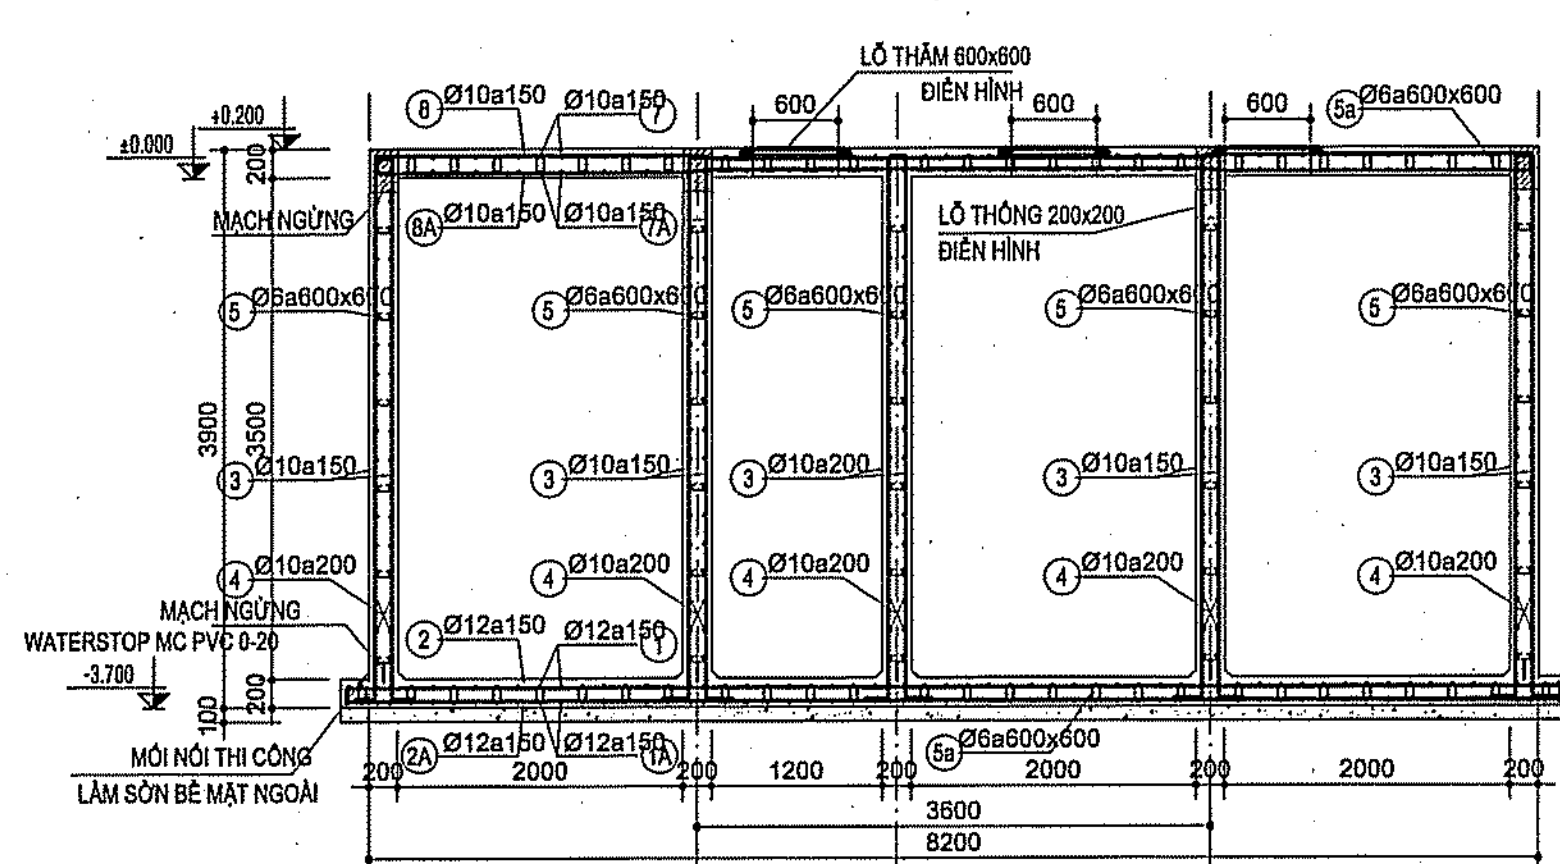 LỖ THĂM 600x600
ĐIỂN HÌNH
8 Ø10a150 Ø10a150 7
600 600 600
5a Ø6a600x600
+0.200
±0.000
200
MẠCH NGỪNG
8A Ø10a150 Ø10a150 7A
LỖ THÔNG 200x200
ĐIỂN HÌNH
5 Ø6a600x600 5 Ø6a600x600 5 Ø6a600x600 5 Ø6a600x600 5 Ø6a600x600
3900 3500
3 Ø10a150 3 Ø10a150 3 Ø10a200 3 Ø10a150 3 Ø10a150
4 Ø10a200 4 Ø10a200 4 Ø10a200 4 Ø10a200 4 Ø10a200
MẠCH NGỪNG
WATERSTOP MC PVC 0-20
2 Ø12a150 Ø12a150 1
-3.700
100 200
MỐI NỐI THI CÔNG
LÀM SỜN BỀ MẶT NGOÀI
2A Ø12a150 Ø12a150 1A
5a Ø6a600x600
200 2000 200 1200 200 2000 200 2000 200
3600
8200